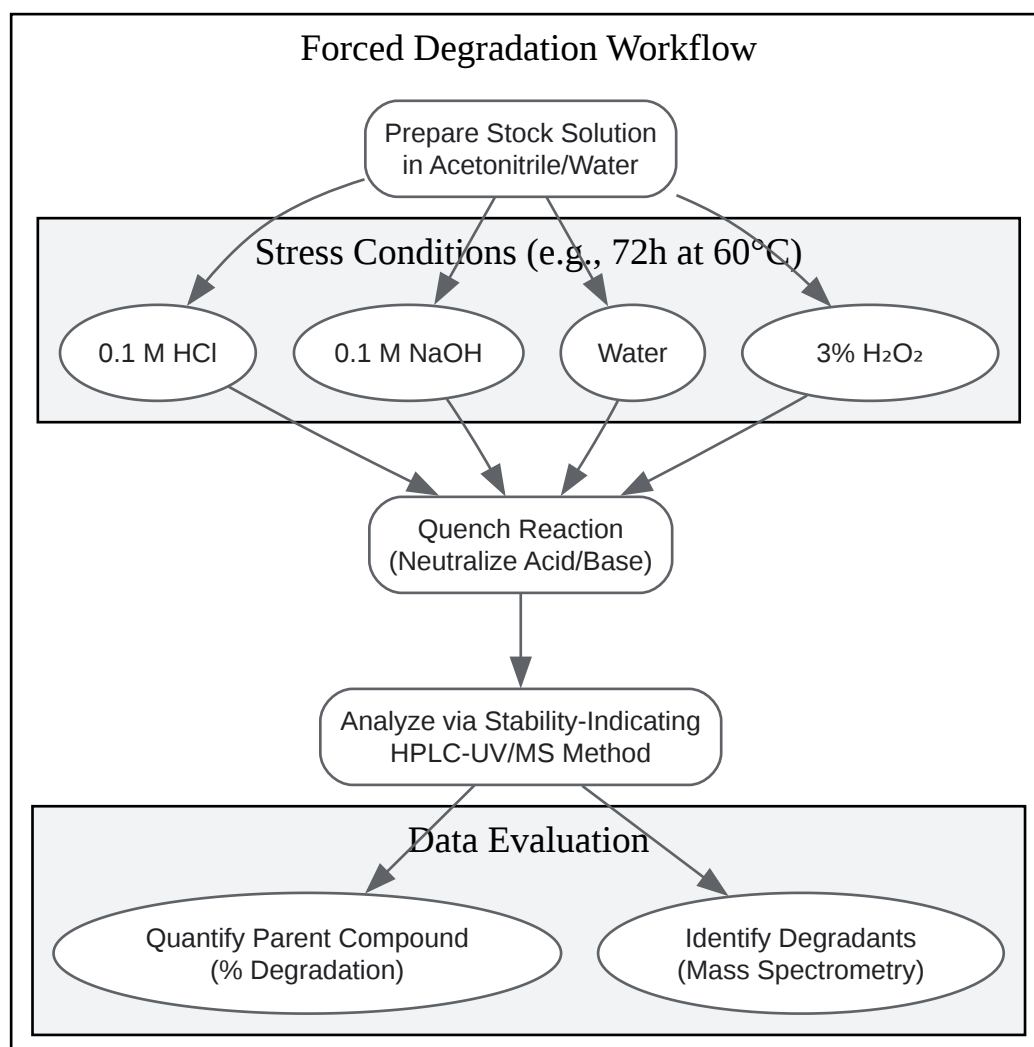 Forced Degradation Workflow
Prepare Stock Solution
in Acetonitrile/Water
Stress Conditions (e.g., 72h at 60°C)
0.1 M HCl
0.1 M NaOH
Water
3% H₂O₂
Quench Reaction
(Neutralize Acid/Base)
Analyze via Stability-Indicating
HPLC-UV/MS Method
Data Evaluation
Quantify Parent Compound
(% Degradation)
Identify Degradants
(Mass Spectrometry)